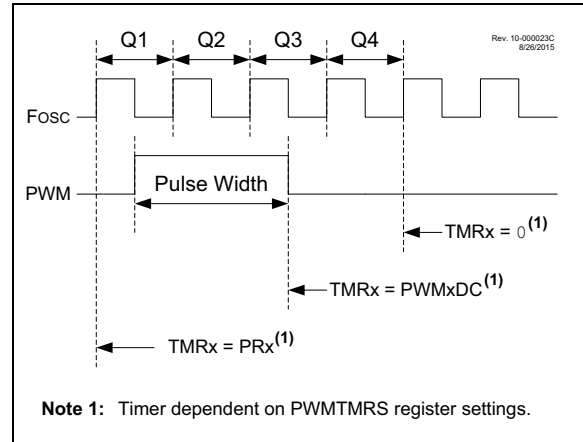 Rev. 10-000023C
8/26/2015
Q1 Q2 Q3 Q4
FOSC
PWM
Pulse Width
TMRx = 0(1)
TMRx = PWMxDC(1)
TMRx = PRx(1)
Note 1: Timer dependent on PWMTMRS register settings.